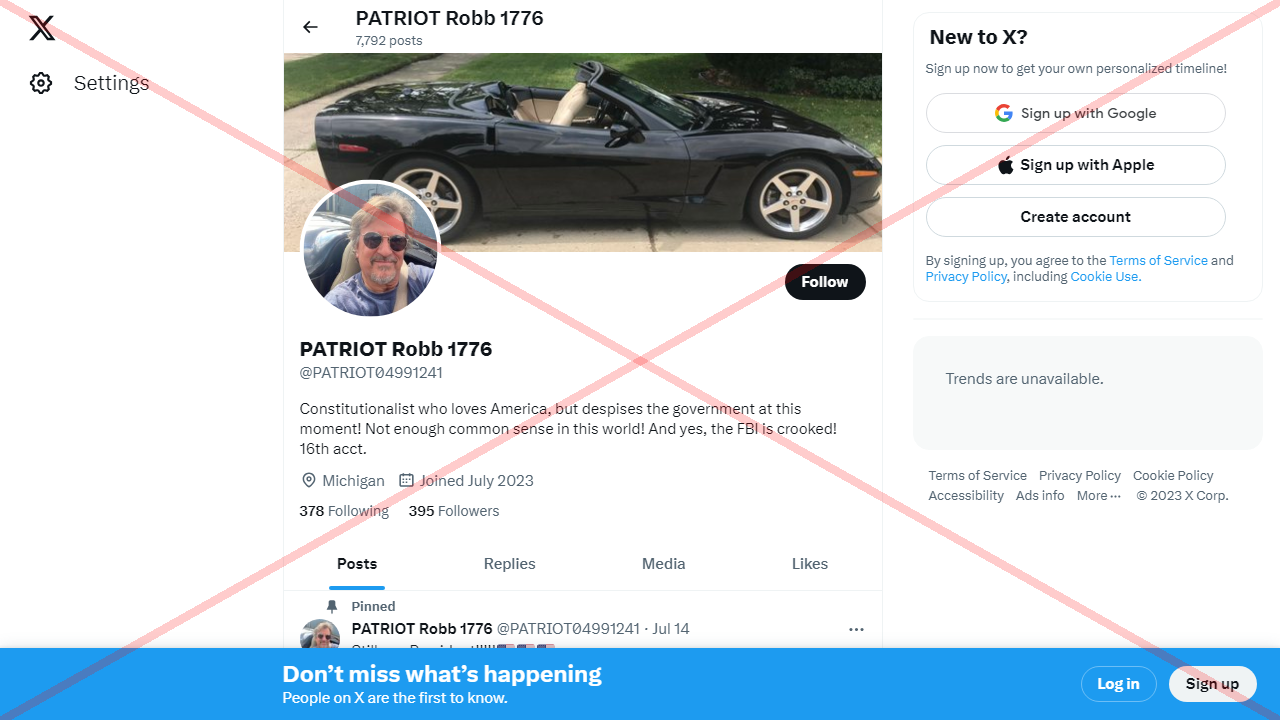 PATRIOT Robb 1776
7,792 posts
Settings
Follow
PATRIOT Robb 1776
@PATRIOT04991241
Constitutionalist who loves America, but despises the government at this
moment! Not enough common sense in this world! And yes, the FBI is crooked!
16th acct.
Michigan Joined July 2023
378 Following 395 Followers
Posts Replies Media Likes
Pinned
PATRIOT Robb 1776 @PATRIOT04991241 · Jul 14
New to X?
Sign up now to get your own personalized timeline!
Sign up with Google
Sign up with Apple
Create account
By signing up, you agree to the Terms of Service and
Privacy Policy, including Cookie Use.
Trends are unavailable.
Terms of Service Privacy Policy Cookie Policy
Accessibility Ads info More ··· © 2023 X Corp.
Don’t miss what’s happening
People on X are the first to know.
Log in Sign up